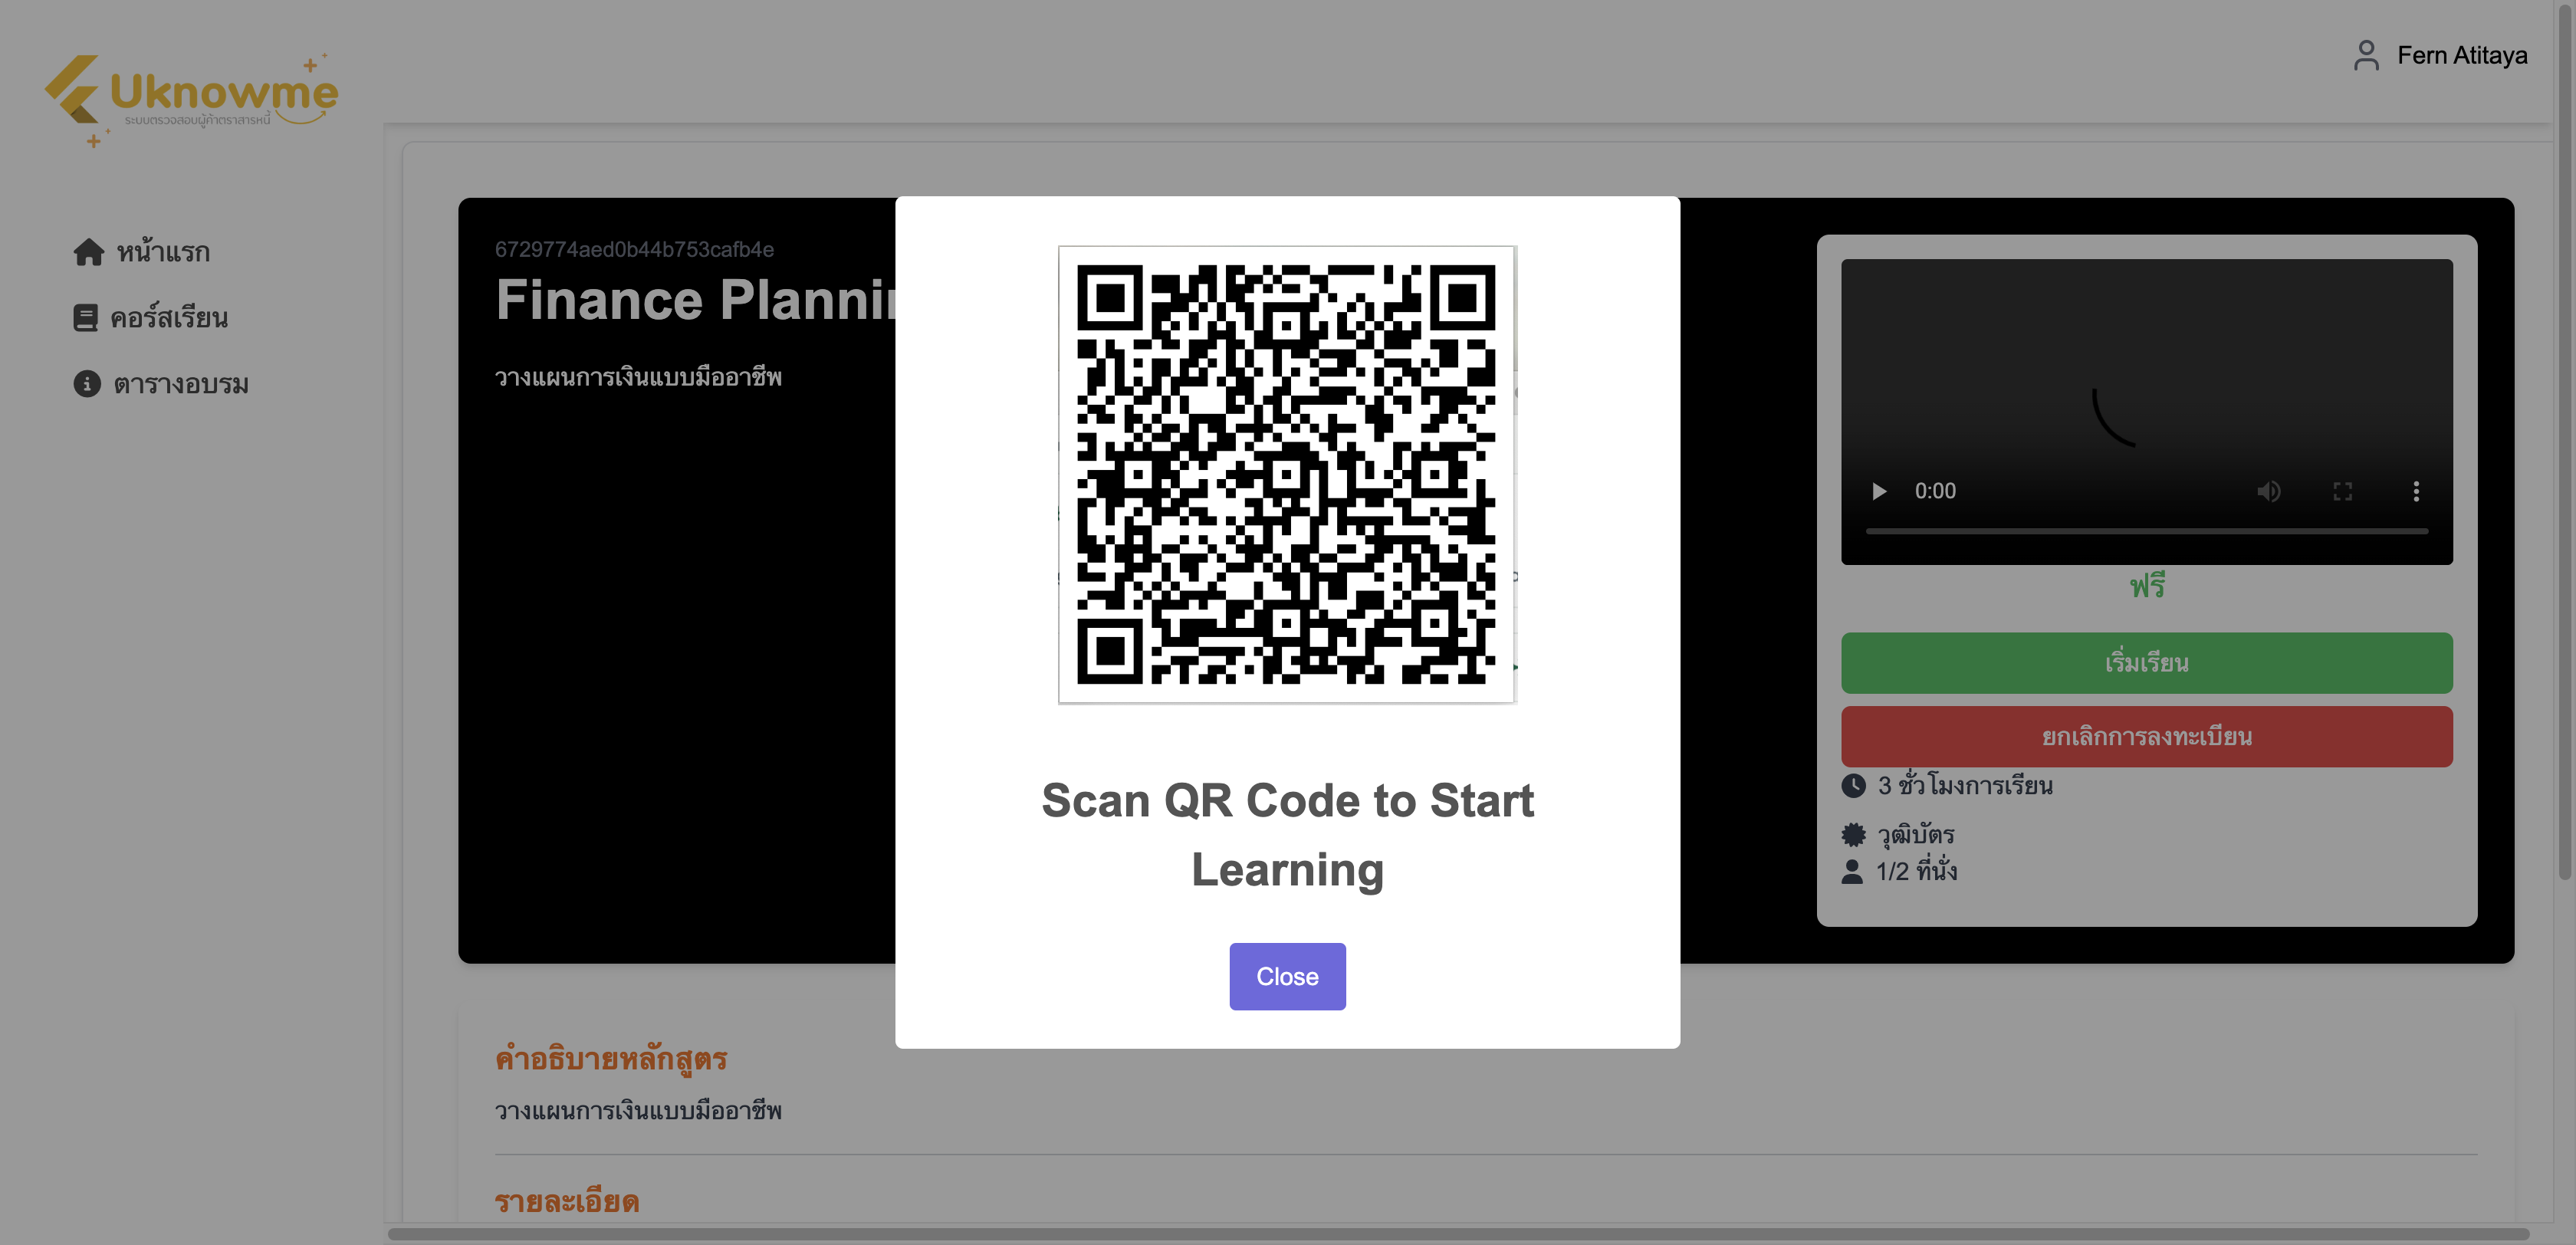 Uknowme
ระบบตรวจสอบผู้ค้าตราสารหนี้
Fern Atitaya
หน้าแรก
คอร์สเรียน
ตารางอบรม
6729774aed0b44b753cafb4e
Finance Plannin
วางแผนการเงินแบบมืออาชีพ
0:00
ฟรี
เริ่มเรียน
ยกเลิกการลงทะเบียน
3 ชั่วโมงการเรียน
วุฒิบัตร
1/2 ที่นั่ง
Scan QR Code to Start
Learning
Close
คำอธิบายหลักสูตร
วางแผนการเงินแบบมืออาชีพ
รายละเอียด